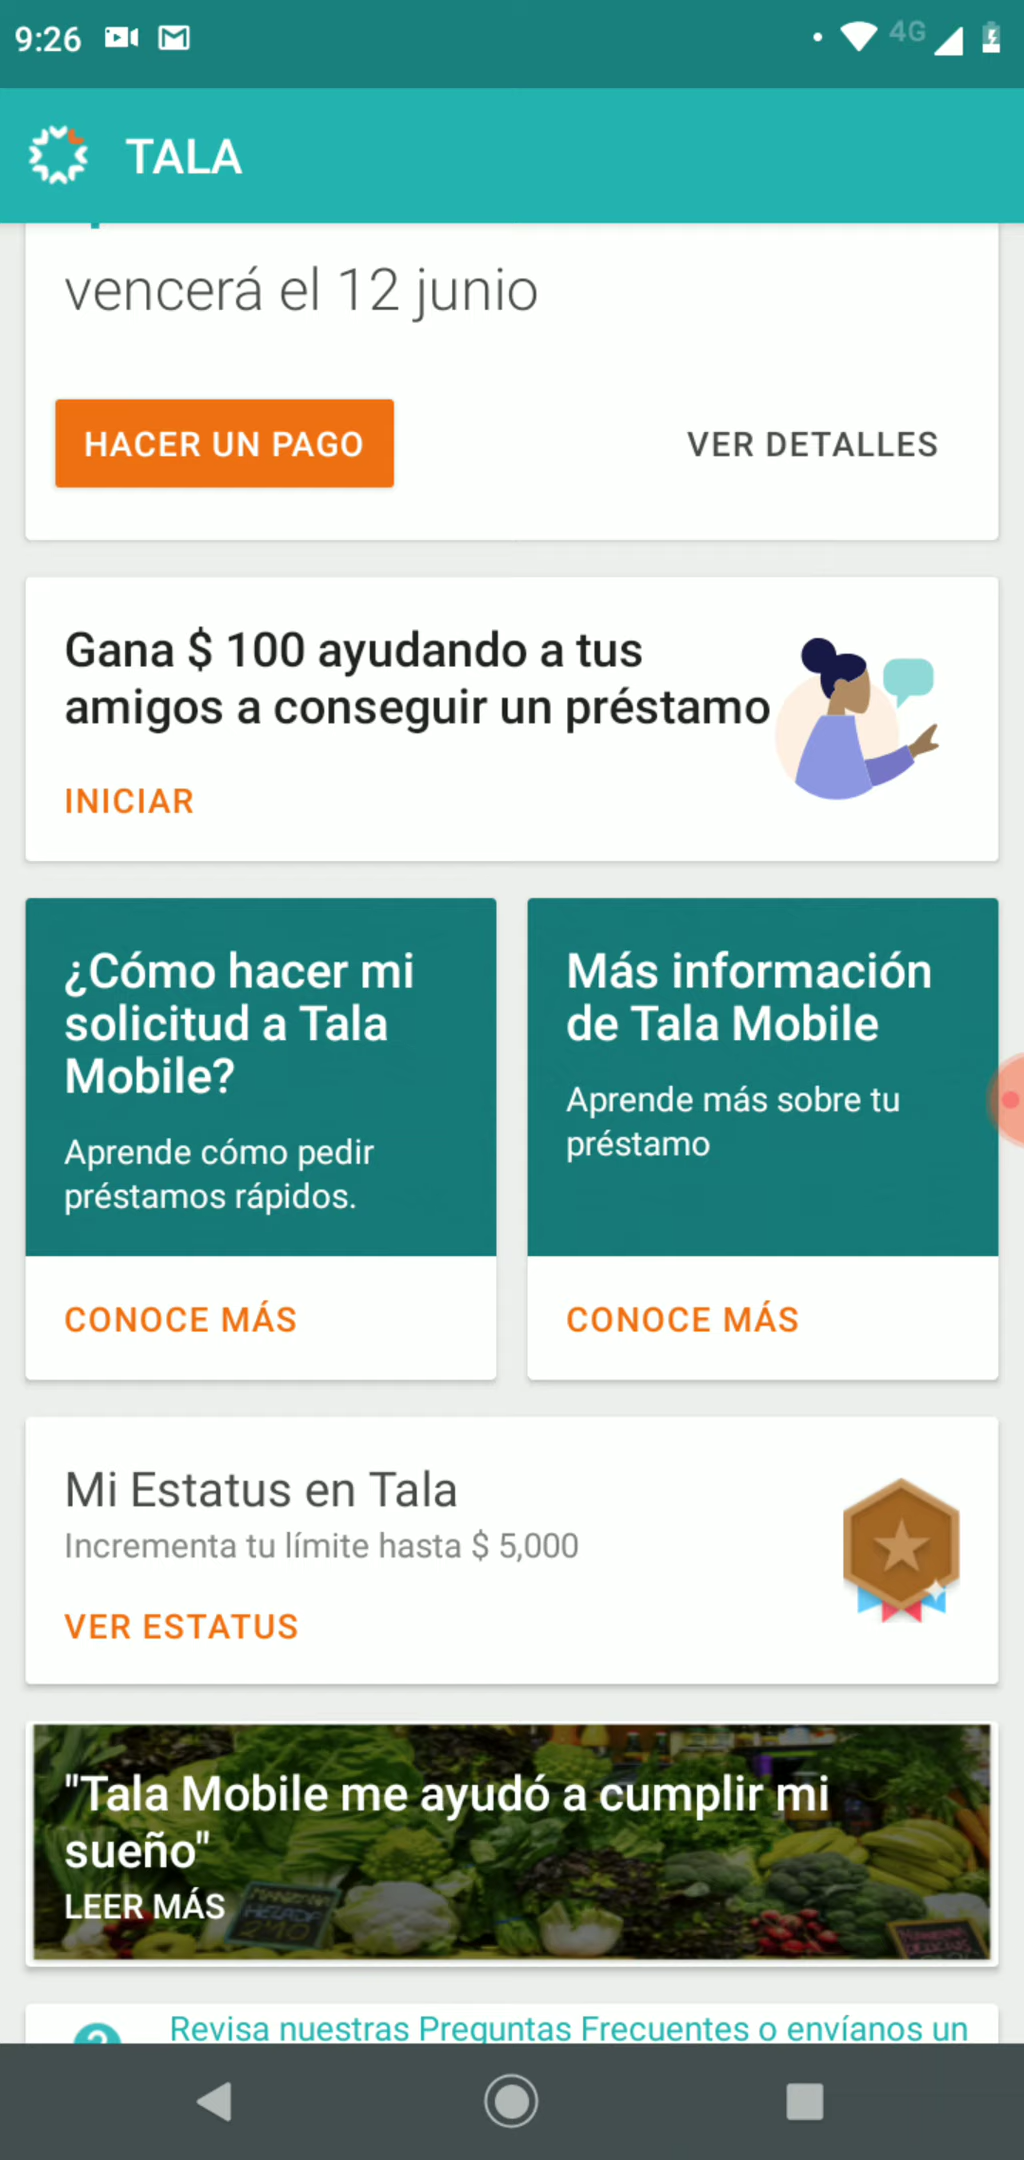 9:26
4G
TALA
vencerá el 12 junio
HACER UN PAGO
VER DETALLES
Gana $ 100 ayudando a tus
amigos a conseguir un préstamo
INICIAR
¿Cómo hacer mi
solicitud a Tala
Mobile?
Aprende cómo pedir
préstamos rápidos.
CONOCE MÁS
Más información
de Tala Mobile
Aprende más sobre tu
préstamo
CONOCE MÁS
Mi Estatus en Tala
Incrementa tu límite hasta $ 5,000
VER ESTATUS
"Tala Mobile me ayudó a cumplir mi
sueño"
LEER MÁS
Revisa nuestras Preguntas Frecuentes o envíanos un